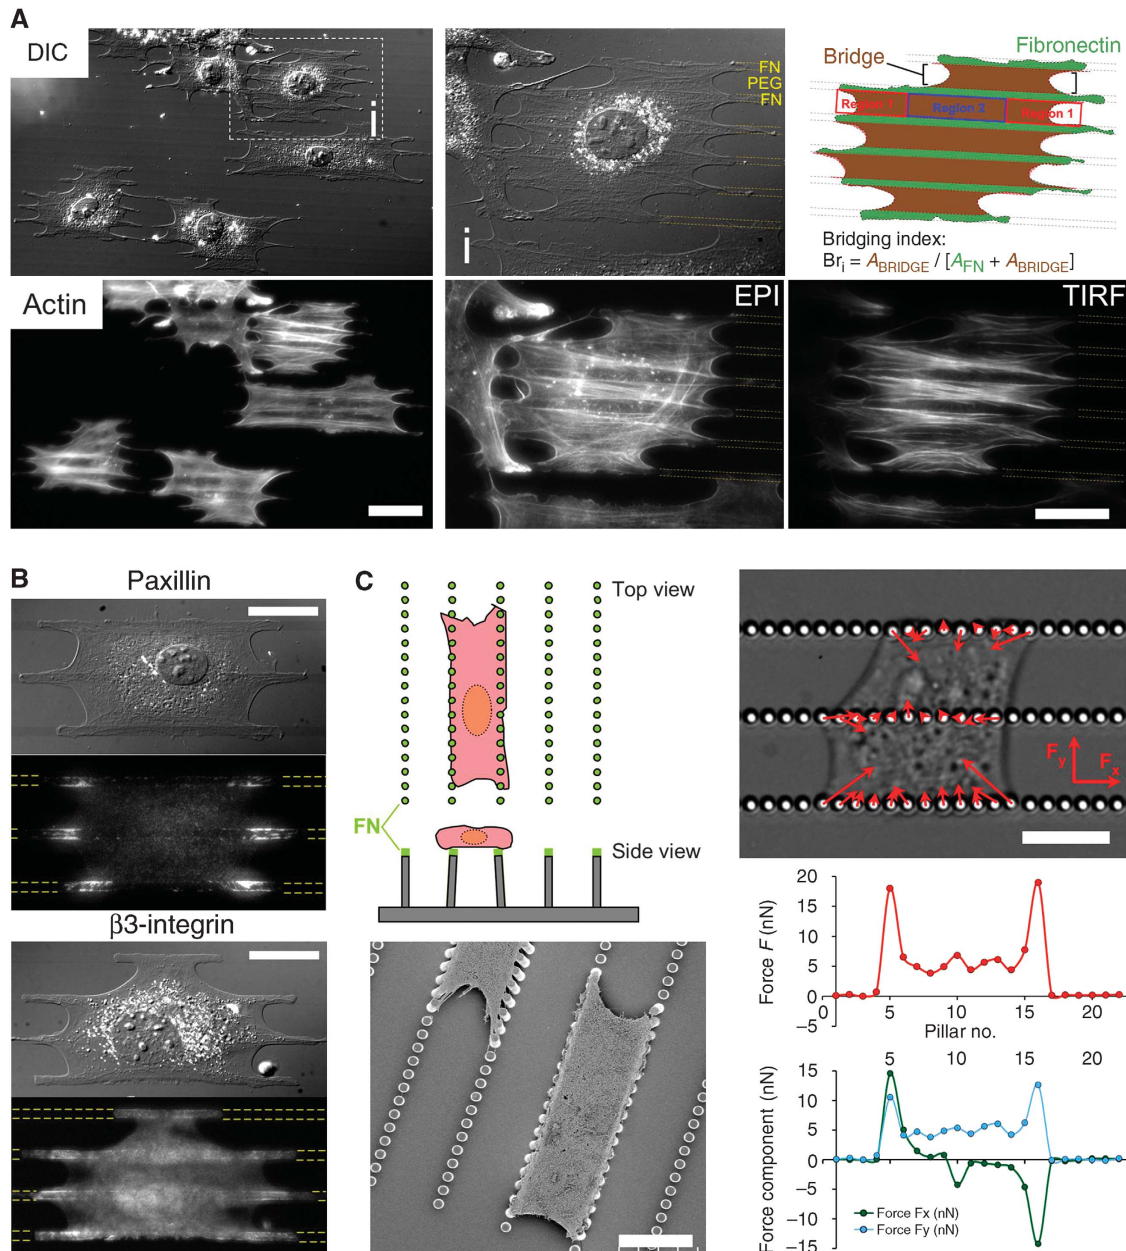 A
DIC
i
i
FN
PEG
FN
Bridge
Fibronectin
Region 1
Region 2
Region 1
Bridging index:
Br_i = A_BRIDGE / [A_FN + A_BRIDGE]
Actin
EPI
TIRF
B
Paxillin
β3-integrin
C
Top view
FN
Side view
F_y
F_x
20
15
10
5
0
−5
Force F (nN)
5
10
15
20
Pillar no.
5
10
15
20
15
10
5
0
−5
−10
−15
Force component (nN)
Force Fx (nN)
Force Fy (nN)